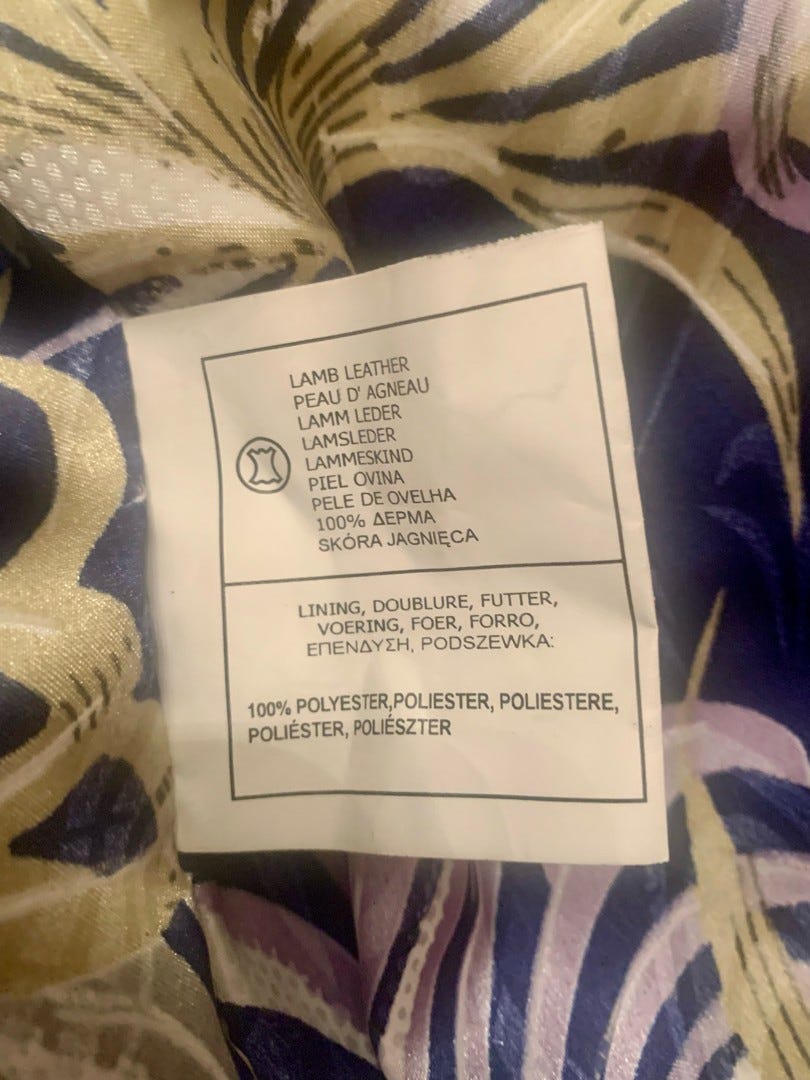 LAMB LEATHER
PEAU D' AGNEAU
LAMM LEDER
LAMSLEDER
LAMMESKIND
PIEL OVINA
PELE DE OVELHA
100% ΔΕΡΜΑ
SKÓRA JAGNIĘCA
LINING, DOUBLURE, FUTTER,
VOERING, FOER, FORRO,
ΕΠΕΝΔΥΣΗ, PODSZEWKA:
100% POLYESTER,POLIESTER, POLIESTERE,
POLIÉSTER, POLIÉSZTER